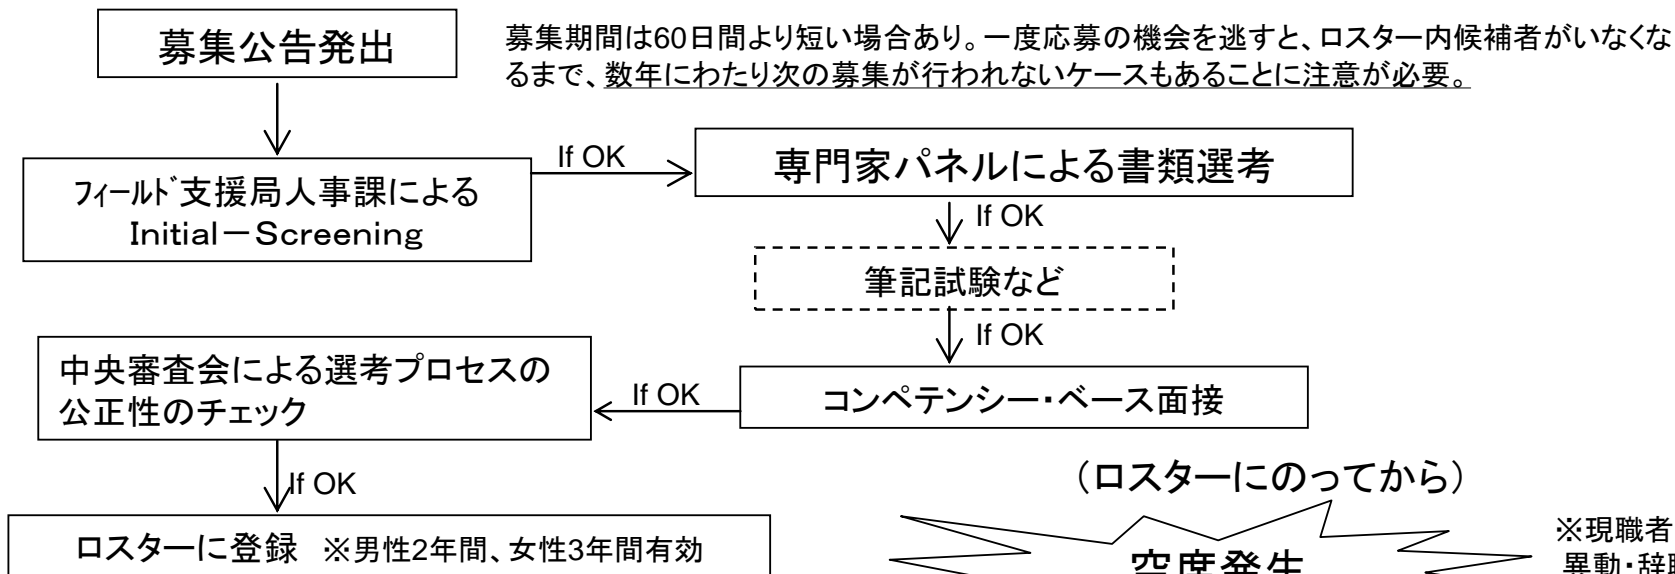 募集公告発出
募集期間は60日間より短い場合あり。一度応募の機会を逃すと、ロスター内候補者がいなくな
るまで、数年にわたり次の募集が行われないケースもあることに注意が必要。
If OK
専門家パネルによる書類選考
フィールド支援局人事課による
Initial-Screening
If OK
筆記試験など
If OK
中央審査会による選考プロセスの
公正性のチェック
If OK
コンペテンシー・ベース面接
If OK
(ロスターにのってから)
ロスターに登録 ※男性2年間、女性3年間有効
空席発生
※現職者
異動・辞職